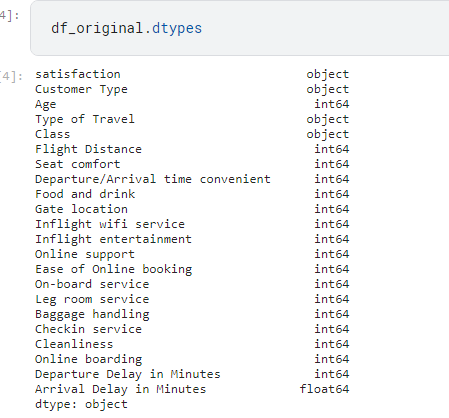 4]:
df_original.dtypes
[4]:
satisfaction object
Customer Type object
Age int64
Type of Travel object
Class object
Flight Distance int64
Seat comfort int64
Departure/Arrival time convenient int64
Food and drink int64
Gate location int64
Inflight wifi service int64
Inflight entertainment int64
Online support int64
Ease of Online booking int64
On-board service int64
Leg room service int64
Baggage handling int64
Checkin service int64
Cleanliness int64
Online boarding int64
Departure Delay in Minutes int64
Arrival Delay in Minutes float64
dtype: object